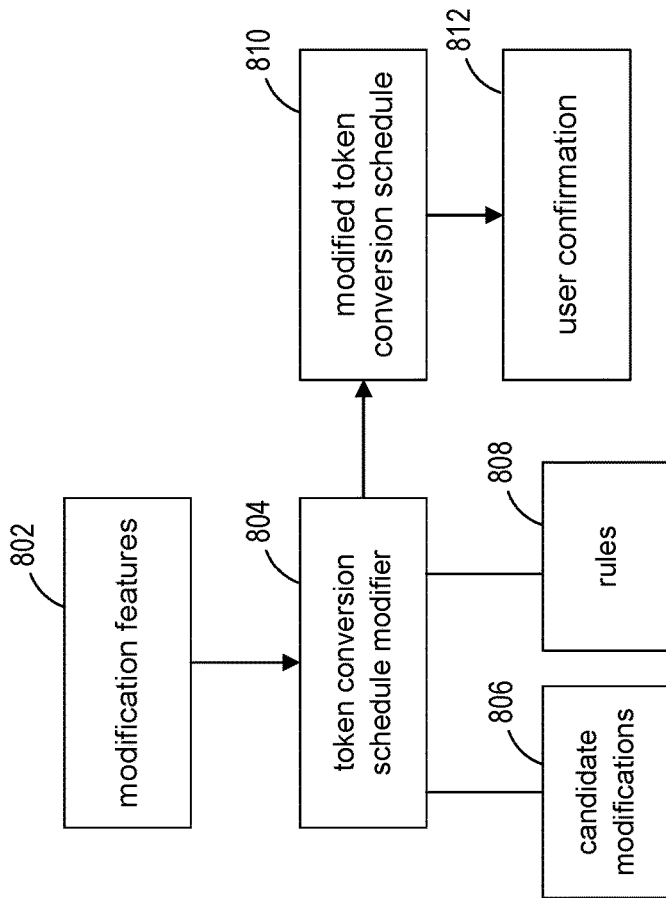 802
modification features
804
token conversion
schedule modifier
806
candidate
modifications
808
rules
810
modified token
conversion schedule
812
user confirmation